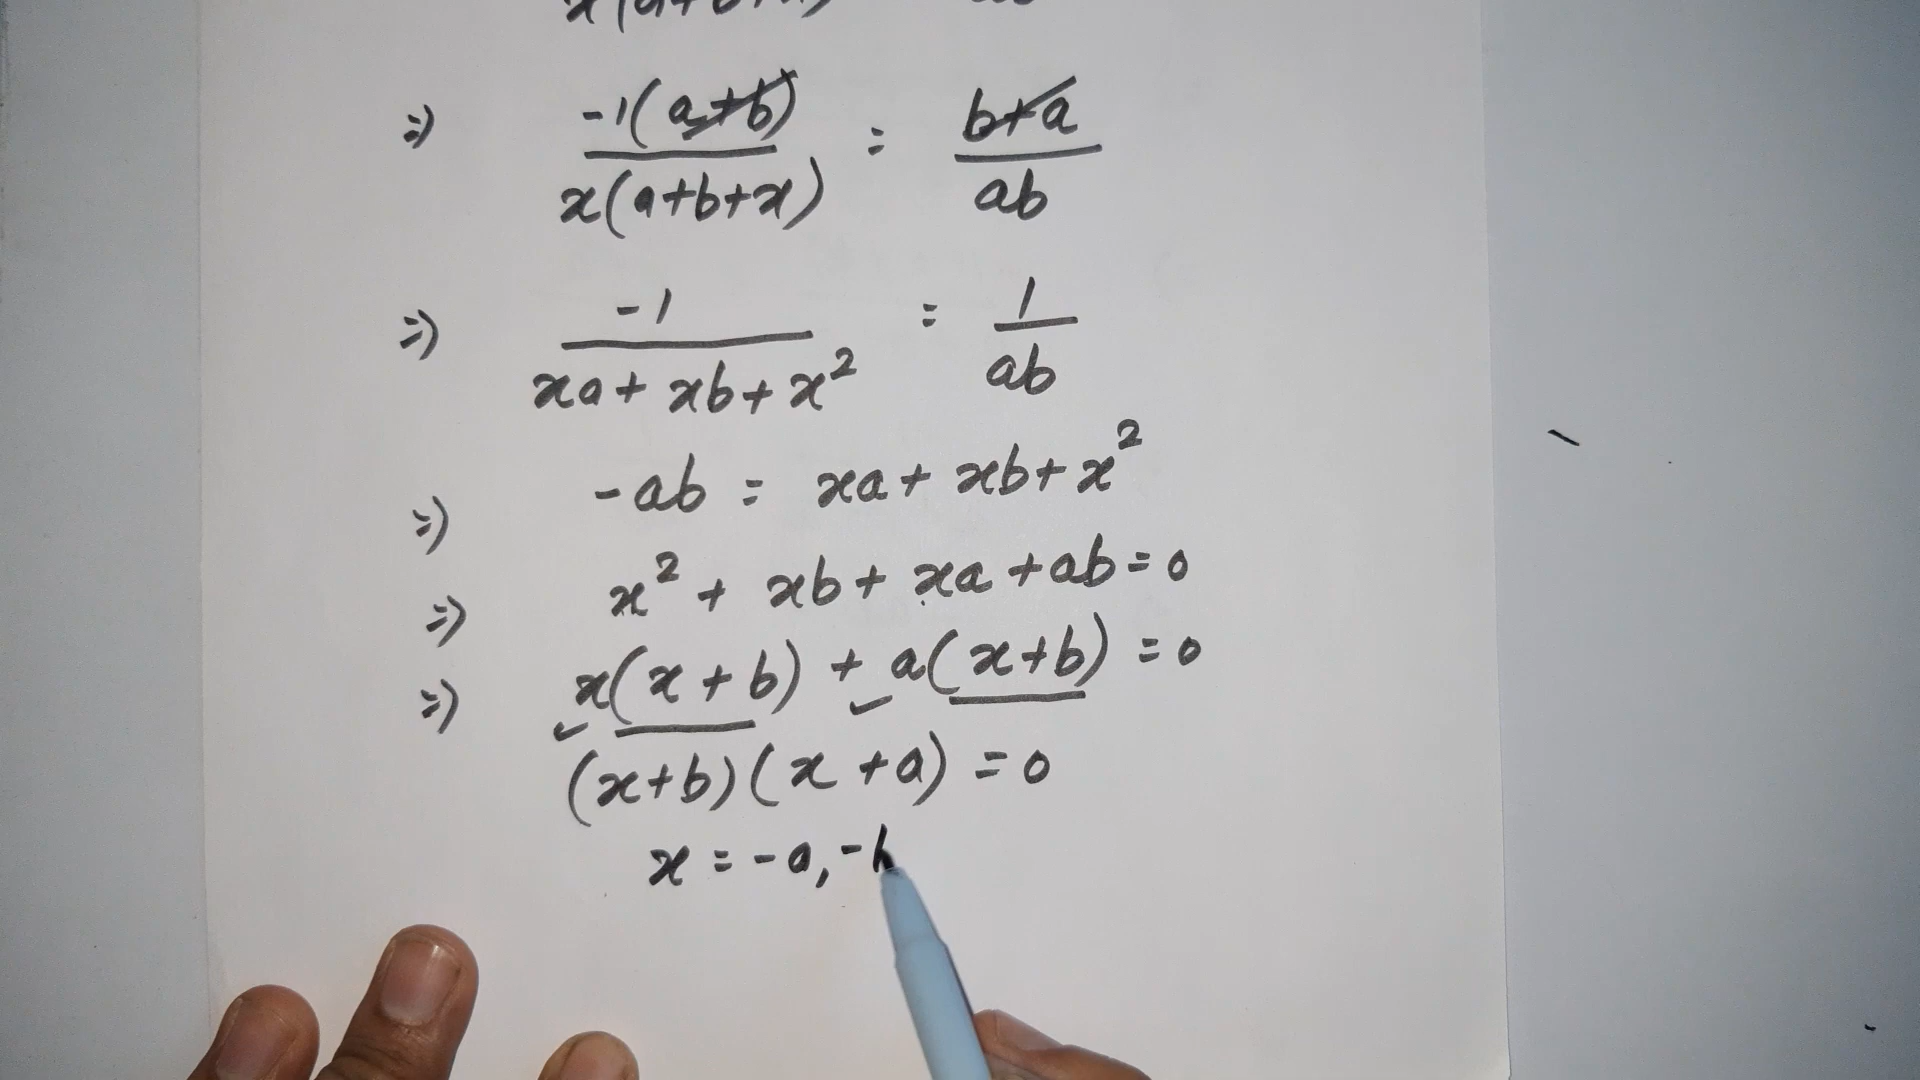 =) -1(a+b) / x(a+b+x) = b+a / ab
=) -1 / xa+xb+x² = 1 / ab
=) -ab = xa+xb+x²
=) x²+xb+xa+ab=0
=) x(x+b)+a(x+b)=0
(x+b)(x+a)=0
x=-a,-b